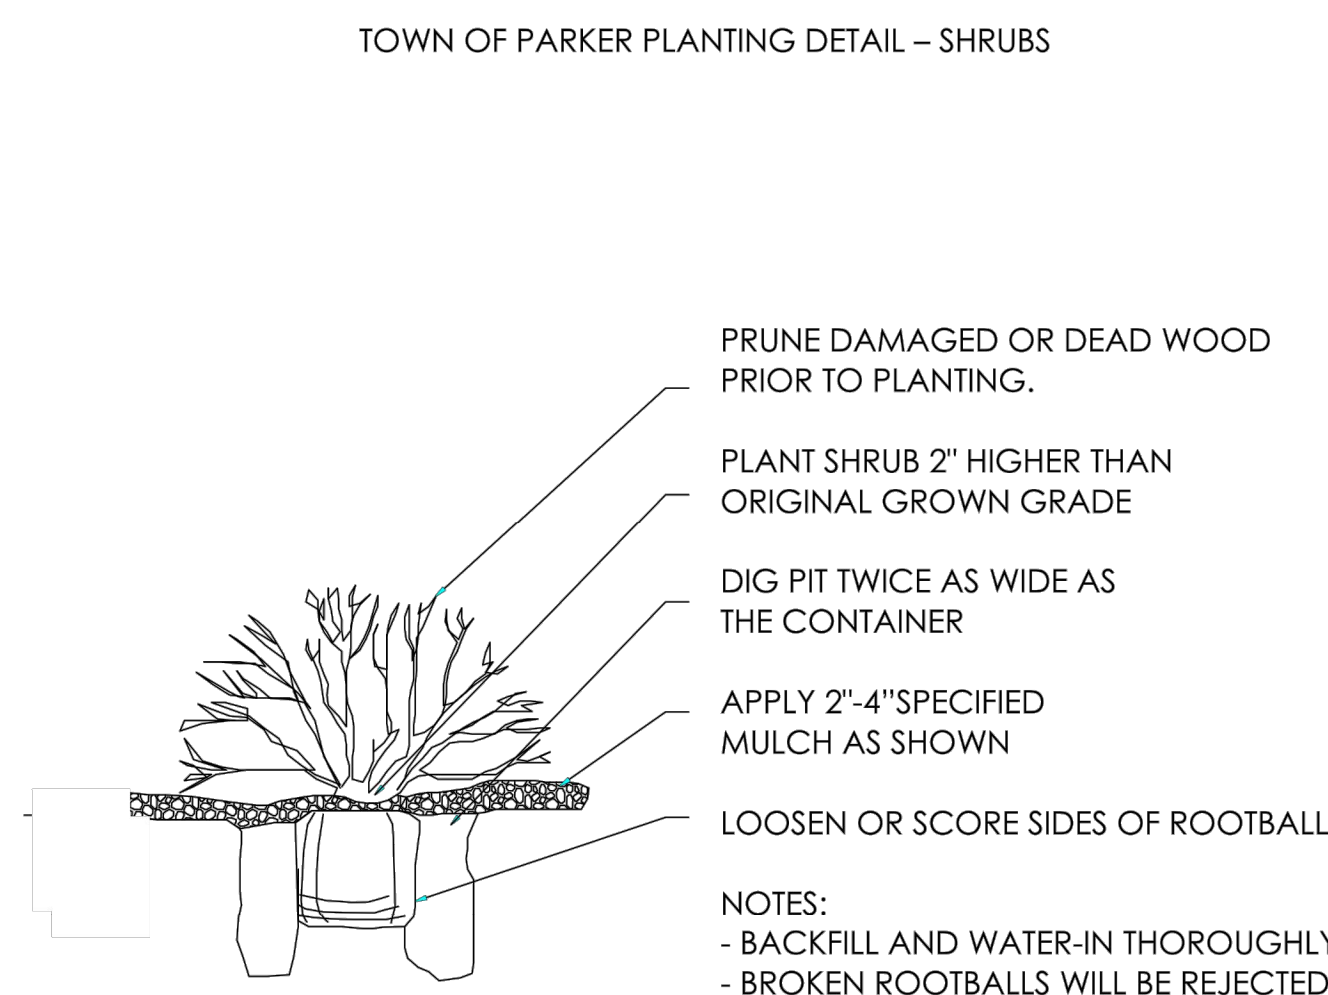 TOWN OF PARKER PLANTING DETAIL – SHRUBS
PRUNE DAMAGED OR DEAD WOOD
PRIOR TO PLANTING.
PLANT SHRUB 2" HIGHER THAN
ORIGINAL GROWN GRADE
DIG PIT TWICE AS WIDE AS
THE CONTAINER
APPLY 2"-4”SPECIFIED
MULCH AS SHOWN
LOOSEN OR SCORE SIDES OF ROOTBALL
NOTES:
- BACKFILL AND WATER-IN THOROUGHLY
- BROKEN ROOTBALLS WILL BE REJECTED